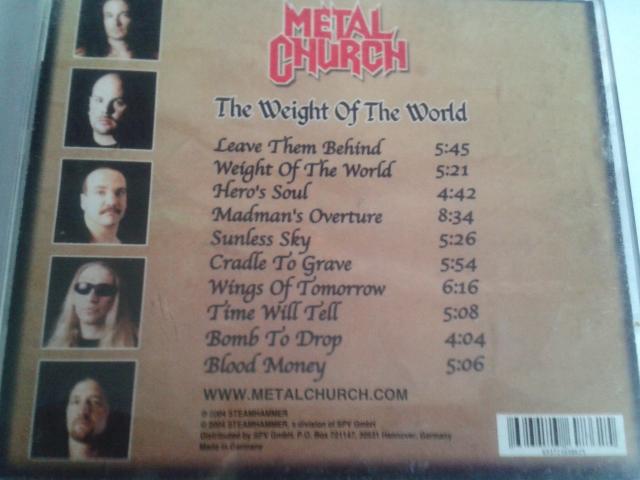 METAL
CHURCH
The Weight Of The World
Leave Them Behind 5:45
Weight Of The World 5:21
Hero's Soul 4:42
Madman's Overture 8:34
Sunless Sky 5:26
Cradle To Grave 5:54
Wings Of Tomorrow 6:16
Time Will Tell 5:08
Bomb To Drop 4:04
Blood Money 5:06
WWW.METALCHURCH.COM
℗ 2004 STEAMHAMMER
© 2004 STEAMHAMMER, a division of SPV GmbH
Distributed by SPV GmbH, P.O. Box 721147, 30531 Hannover, Germany
Made in Germany